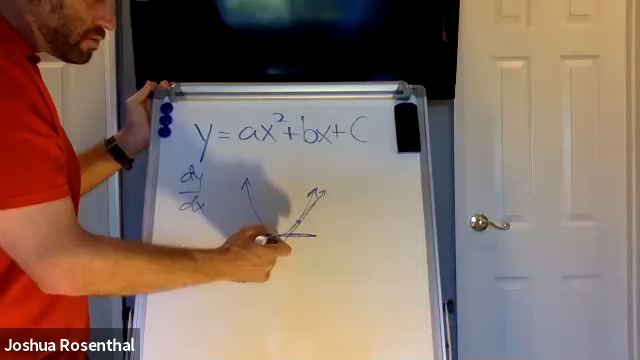 y = ax² + bx + c
dy
dx
Joshua Rosenthal